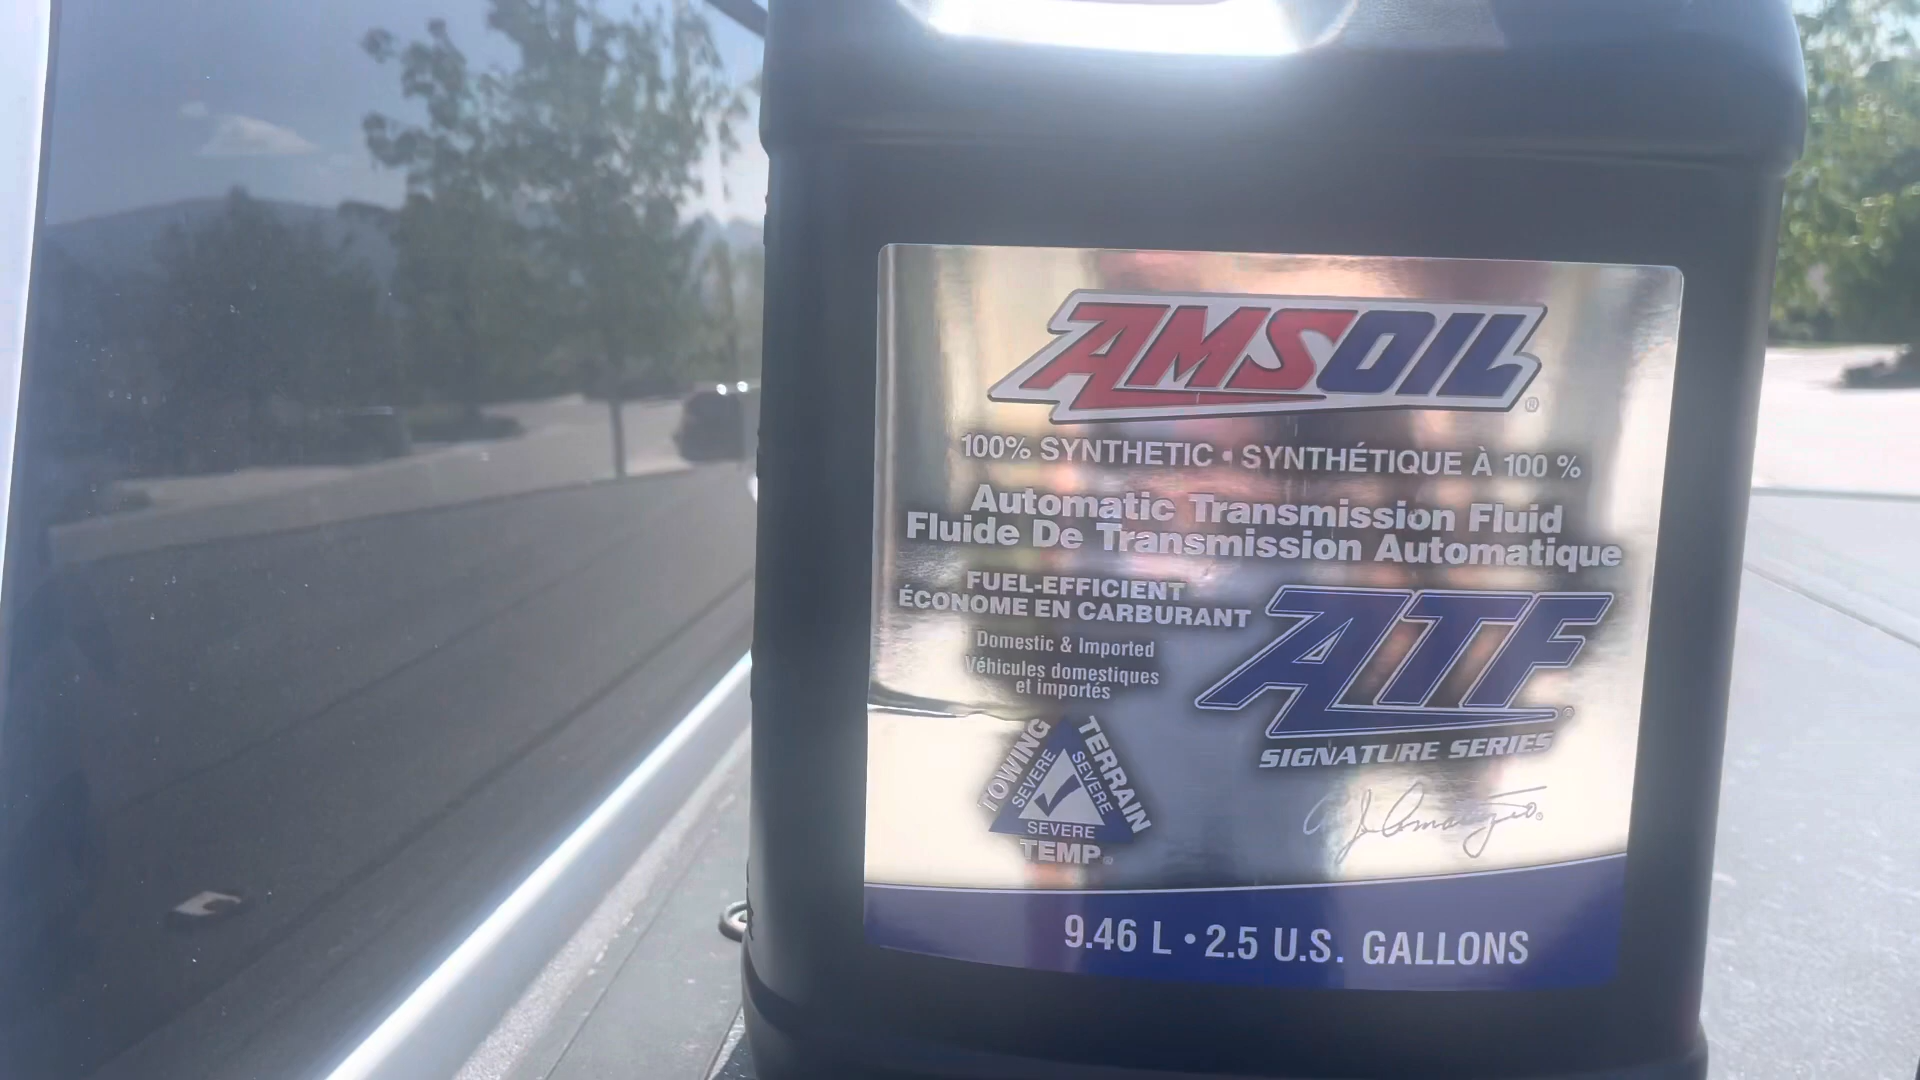 AMSOIL®
100% SYNTHETIC • SYNTHÉTIQUE À 100 %
Automatic Transmission Fluid
Fluide De Transmission Automatique
FUEL-EFFICIENT
ÉCONOME EN CARBURANT
Domestic & Imported
Véhicules domestiques
et importés
ATF
SIGNATURE SERIES
TOWING
SEVERE
TERRAIN
SEVERE
SEVERE
TEMP®
9.46 L • 2.5 U.S. GALLONS